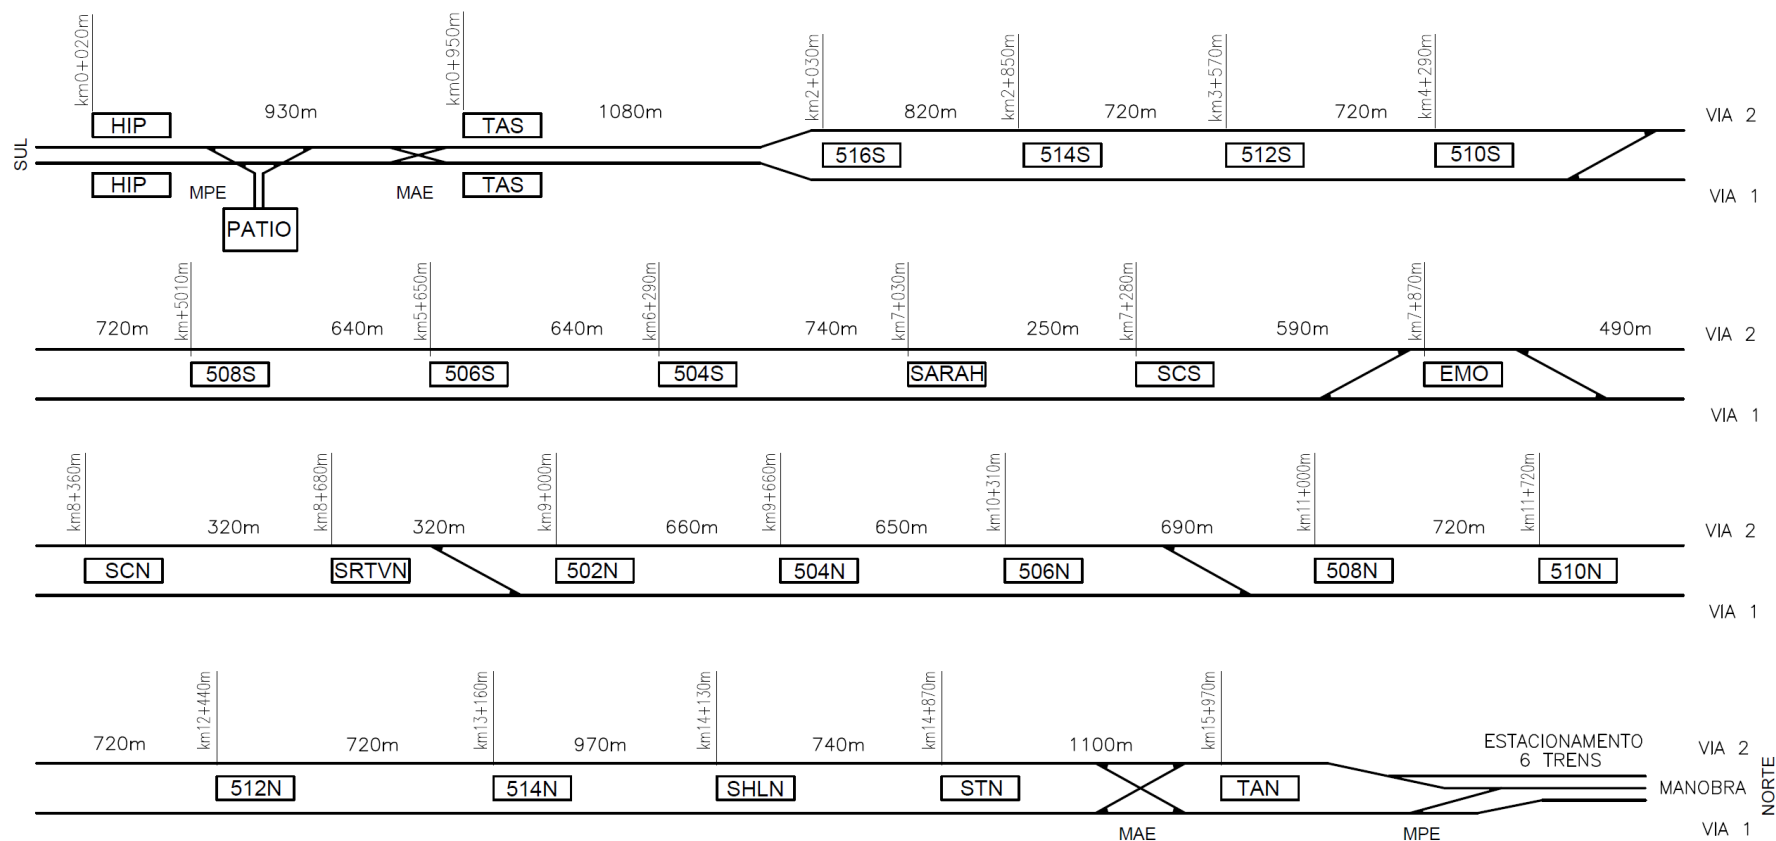 km0+020m km0+950m km2+030m km2+850m km3+570m km4+290m
930m 1080m 820m 720m 720m VIA 2
HIP TAS
SUL 516S 514S 512S 510S
HIP MPE MAE TAS VIA 1
PATIO
km+5010m km5+650m km6+290m km7+030m km7+280m km7+870m
720m 640m 640m 740m 250m 590m 490m VIA 2
508S 506S 504S SARAH SCS EMO
VIA 1
km8+360m km8+680m km9+000m km9+660m km10+310m km11+000m km11+720m
320m 320m 660m 650m 690m 720m VIA 2
SCN SRTVN 502N 504N 506N 508N 510N
VIA 1
km12+440m km13+160m km14+130m km14+870m km15+970m
720m 720m 970m 740m 1100m ESTACIONAMENTO VIA 2
6 TRENS
512N 514N SHLN STN TAN MANOBRA NORTE
MAE MPE VIA 1